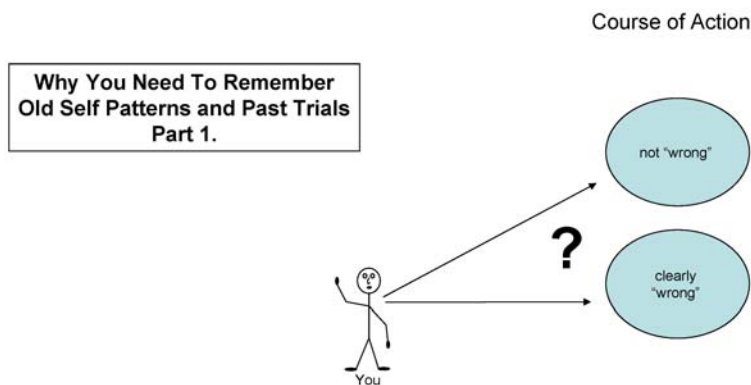 Course of Action
Why You Need To Remember
Old Self Patterns and Past Trials
Part 1.
not "wrong"
?
clearly
"wrong"
You